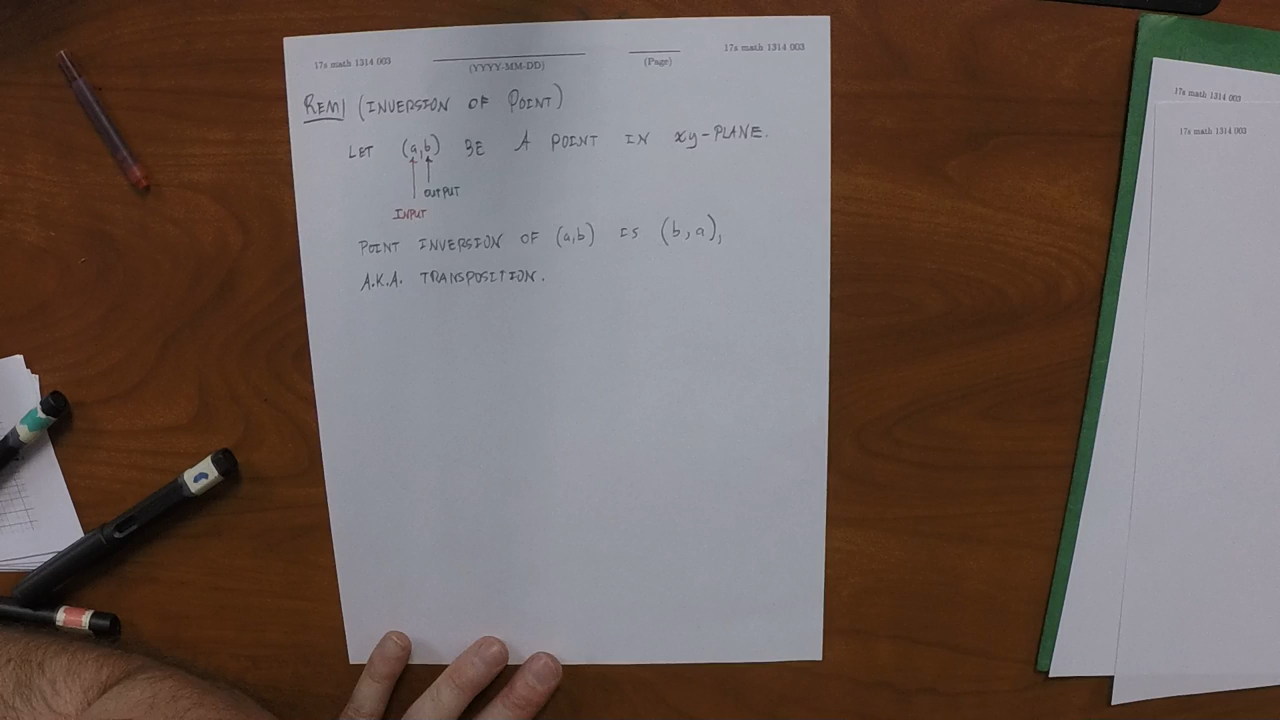 17s math 1314 003
(YYYY-MM-DD)
(Page)
17s math 1314 003
REM (INVERSION OF POINT)
LET (a,b) BE A POINT IN xy-PLANE.
OUTPUT
INPUT
POINT INVERSION OF (a,b) IS (b,a),
A.K.A. TRANSPOSITION.
17s math 1314 003
17s math 1314 003